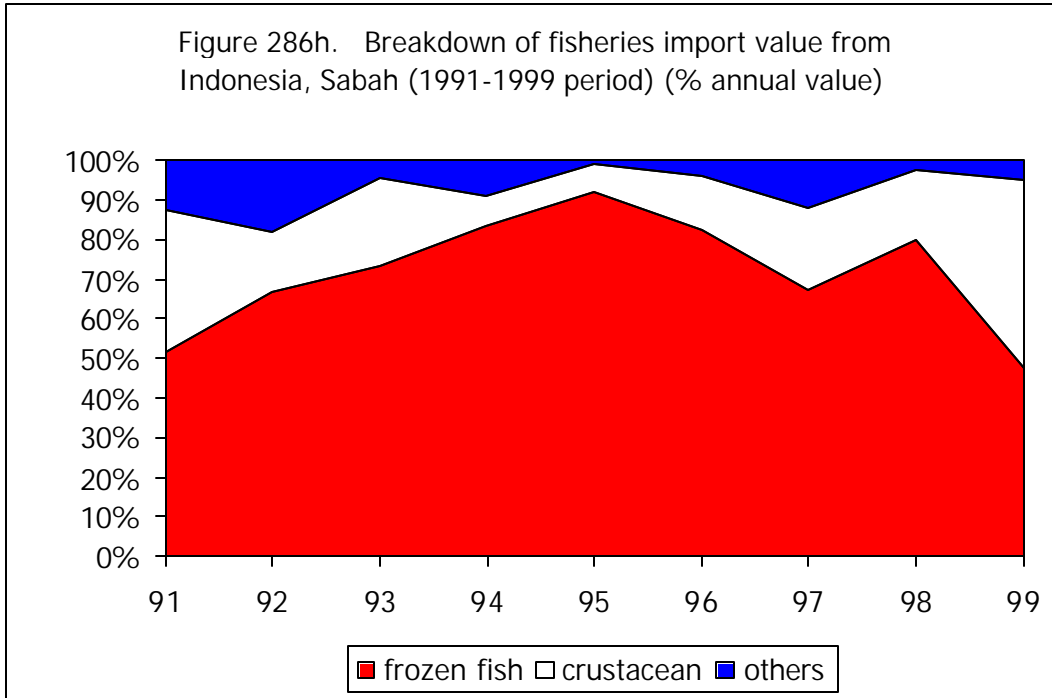 Figure 286h. Breakdown of fisheries import value from
Indonesia, Sabah (1991-1999 period) (% annual value)
100%
90%
80%
70%
60%
50%
40%
30%
20%
10%
0%
91 92 93 94 95 96 97 98 99
frozen fish crustacean others